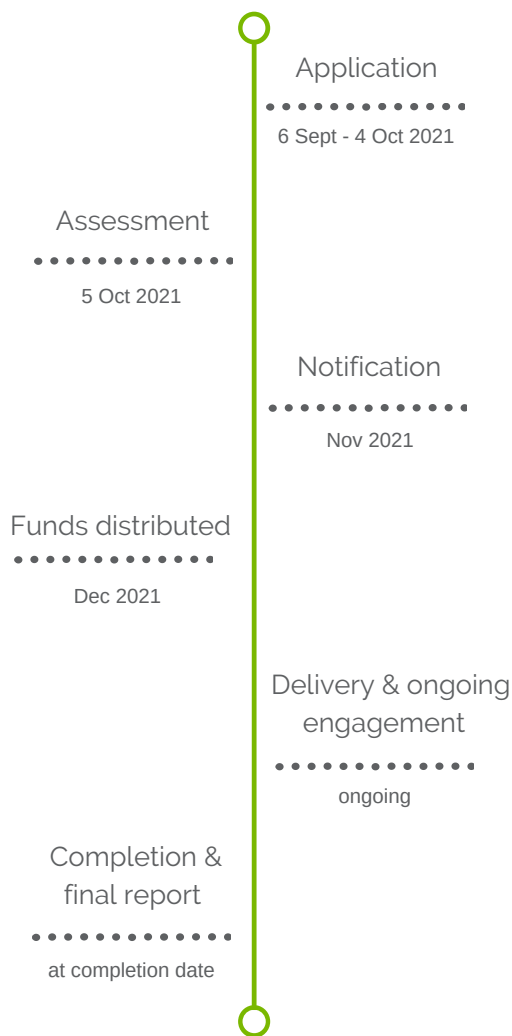 Application
6 Sept - 4 Oct 2021
Assessment
5 Oct 2021
Notification
Nov 2021
Funds distributed
Dec 2021
Delivery & ongoing
engagement
ongoing
Completion &
final report
at completion date